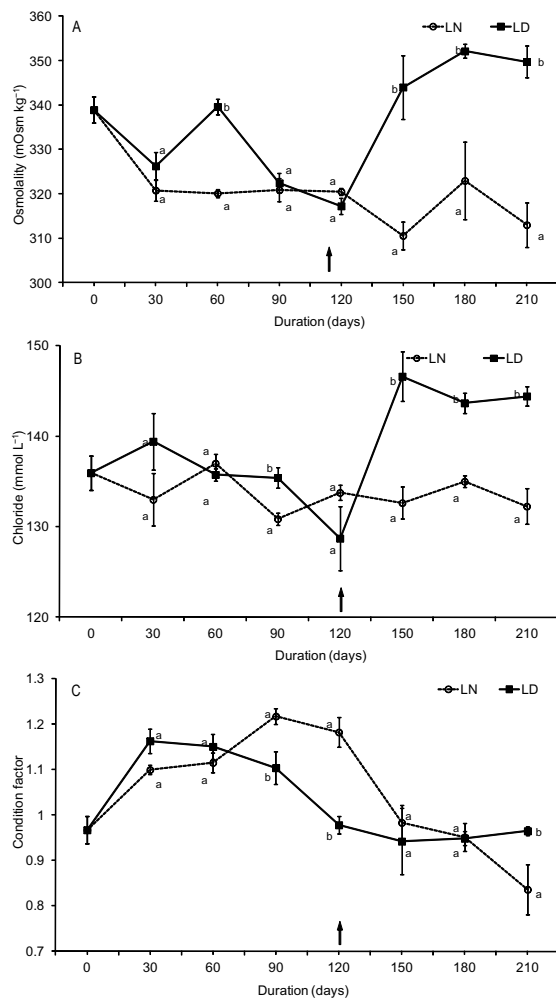 A
LN LD
360
350
340
330
320
310
300
Osmolality (mOsm kg⁻¹)
a b a a b b b
a a a a a a a
0 30 60 90 120 150 180 210
Duration (days)
B
LN LD
150
140
130
120
Chloride (mmol L⁻¹)
a a b a b b b
a a a a a a a
0 30 60 90 120 150 180 210
Duration (days)
C
LN LD
1.3
1.2
1.1
1
0.9
0.8
0.7
Condition factor
a a a a a a b
a a b b a a a
0 30 60 90 120 150 180 210
Duration (days)